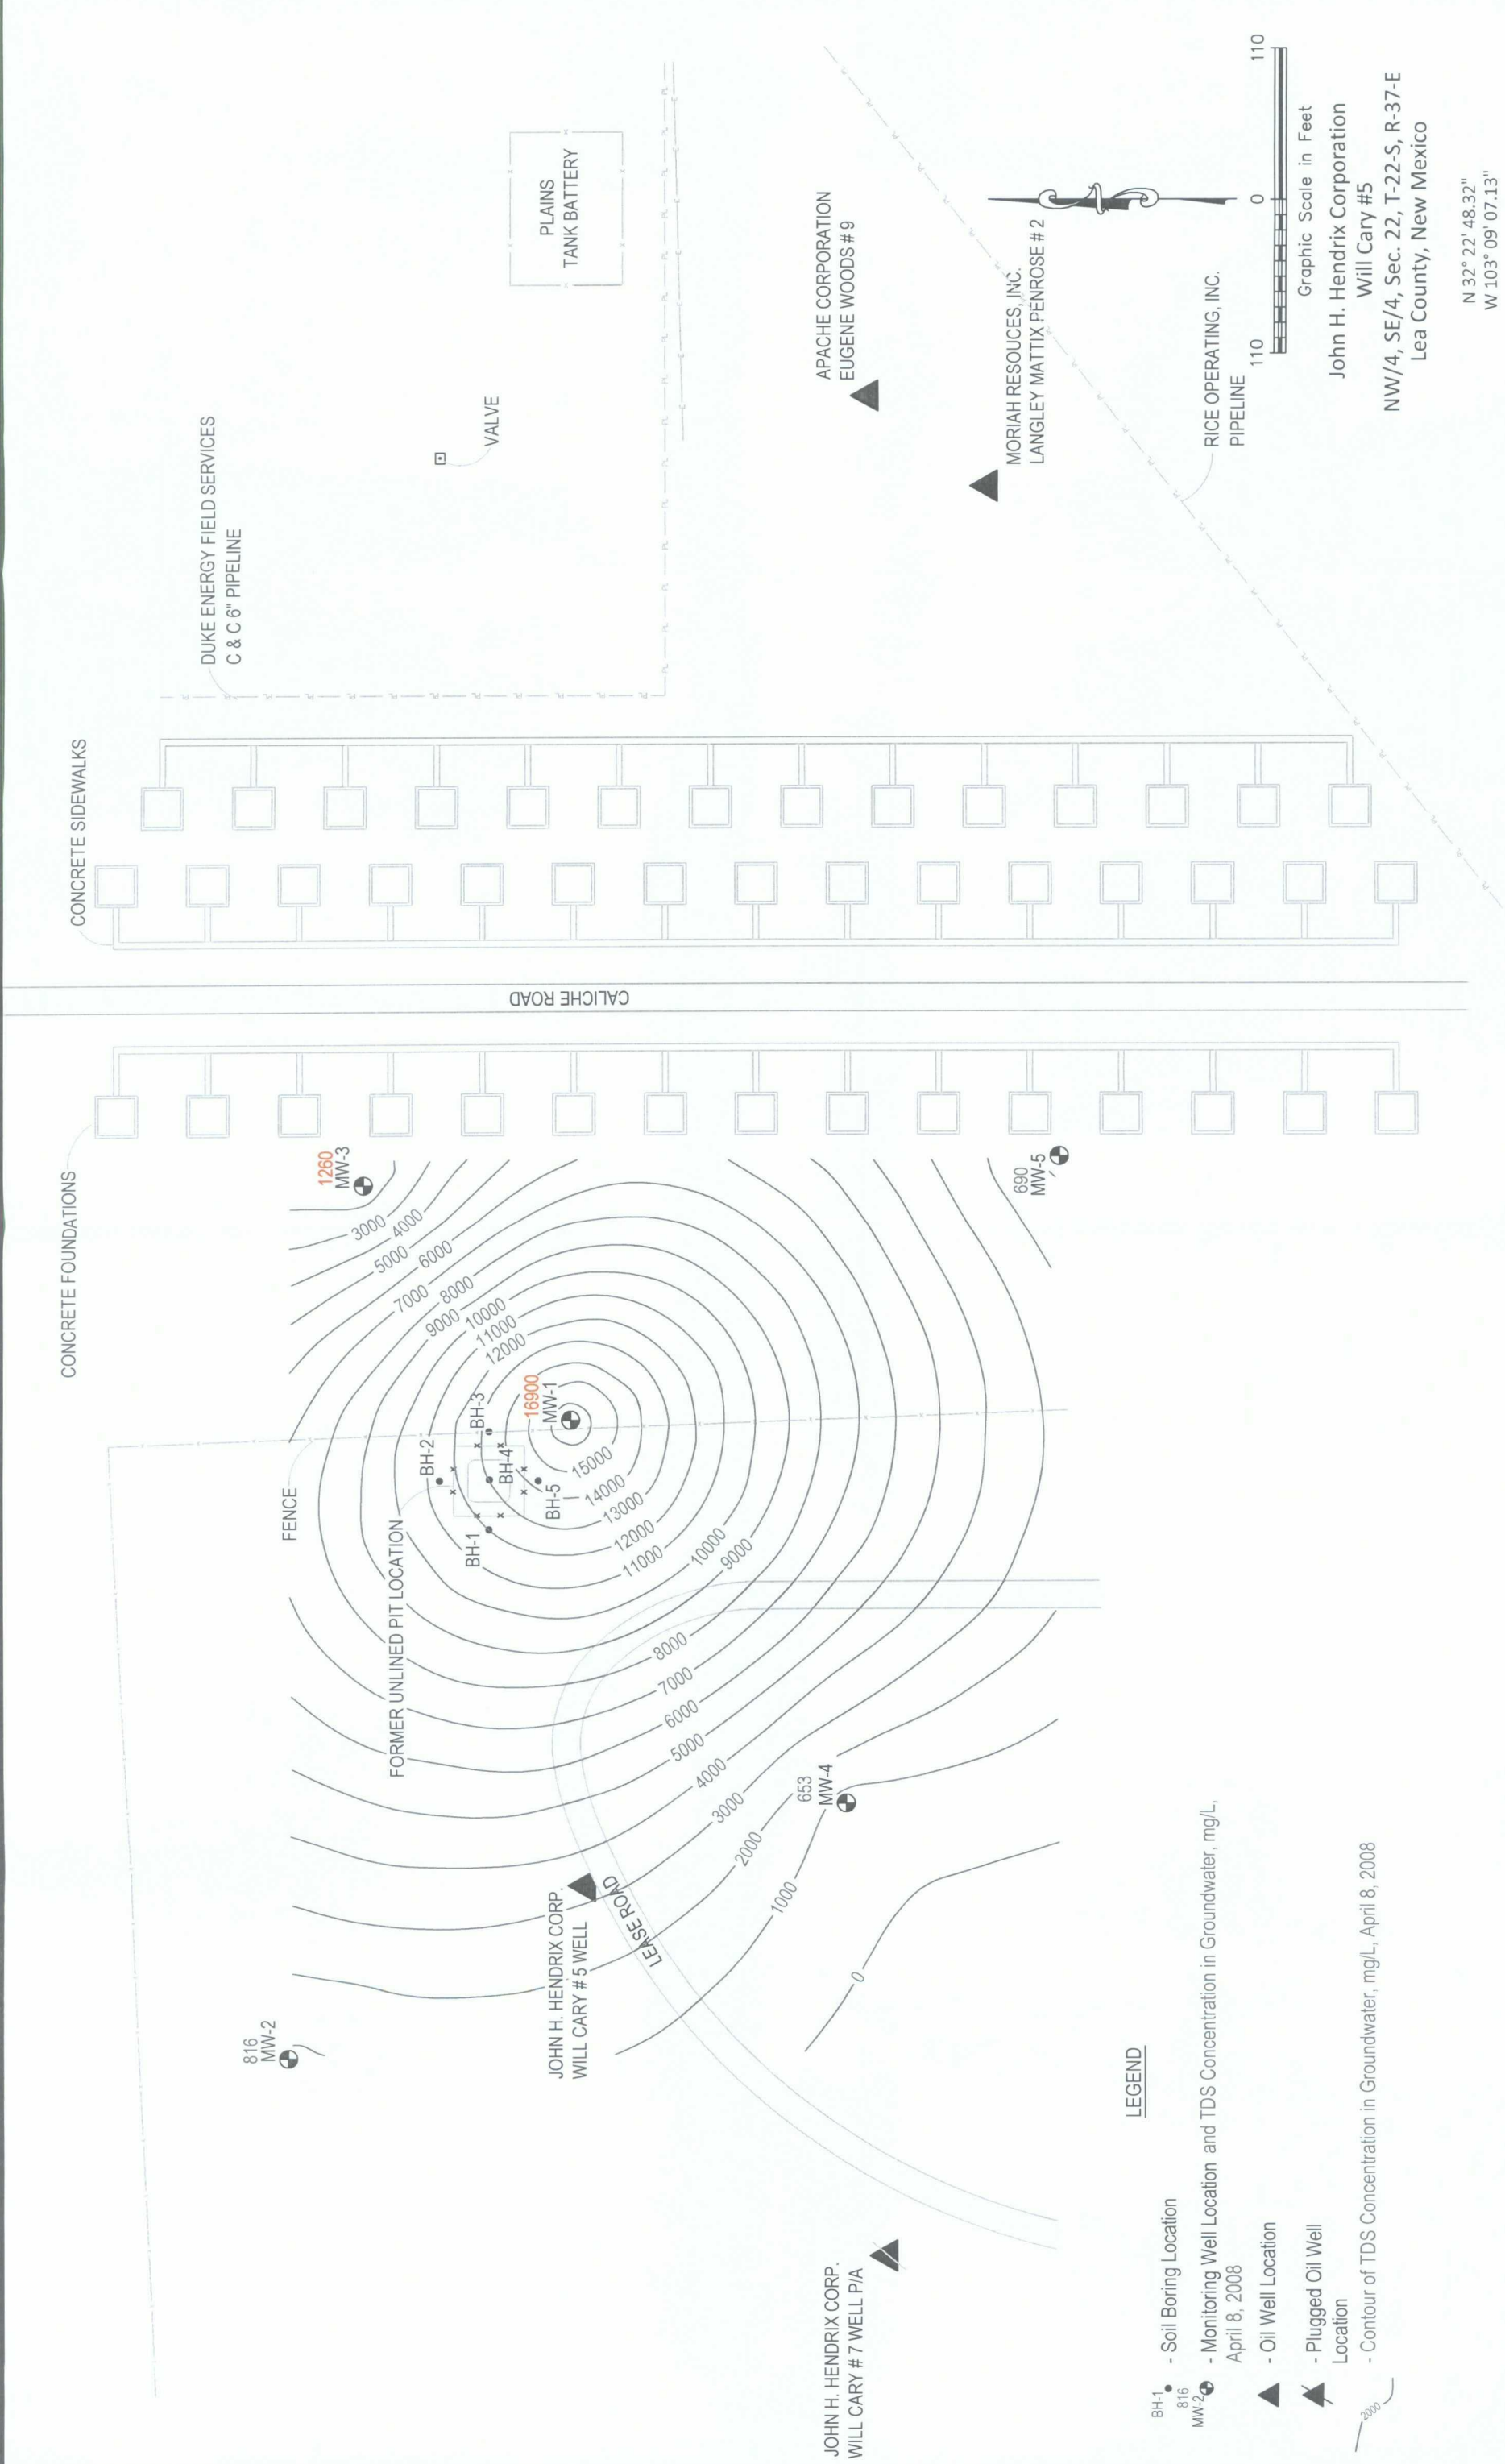 CONCRETE FOUNDATIONS
CONCRETE SIDEWALKS
CALICHE ROAD
DUKE ENERGY FIELD SERVICES
C & C 6" PIPELINE
VALVE
PLAINS
TANK BATTERY
APACHE CORPORATION
EUGENE WOODS # 9
MORIAH RESOUCES, INC.
LANGLEY MATTIX PENROSE # 2
RICE OPERATING, INC.
PIPELINE
816
MW-2
FENCE
FORMER UNLINED PIT LOCATION
1260
MW-3
3000
4000
5000
6000
7000
8000
9000
10000
11000
12000
BH-1
BH-2
BH-3
BH-4
BH-5
16900
MW-1
15000
14000
13000
12000
11000
10000
9000
8000
7000
6000
5000
4000
3000
2000
1000
0
653
MW-4
690
MW-5
JOHN H. HENDRIX CORP.
WILL CARY # 5 WELL
LEASE ROAD
JOHN H. HENDRIX CORP.
WILL CARY # 7 WELL P/A
LEGEND
BH-1 - Soil Boring Location
816
MW-2 - Monitoring Well Location and TDS Concentration in Groundwater, mg/L,
April 8, 2008
- Oil Well Location
- Plugged Oil Well
Location
2000 - Contour of TDS Concentration in Groundwater, mg/L, April 8, 2008
110 0 110
Graphic Scale in Feet
John H. Hendrix Corporation
Will Cary #5
NW/4, SE/4, Sec. 22, T-22-S, R-37-E
Lea County, New Mexico
N 32° 22' 48.32"
W 103° 09' 07.13"